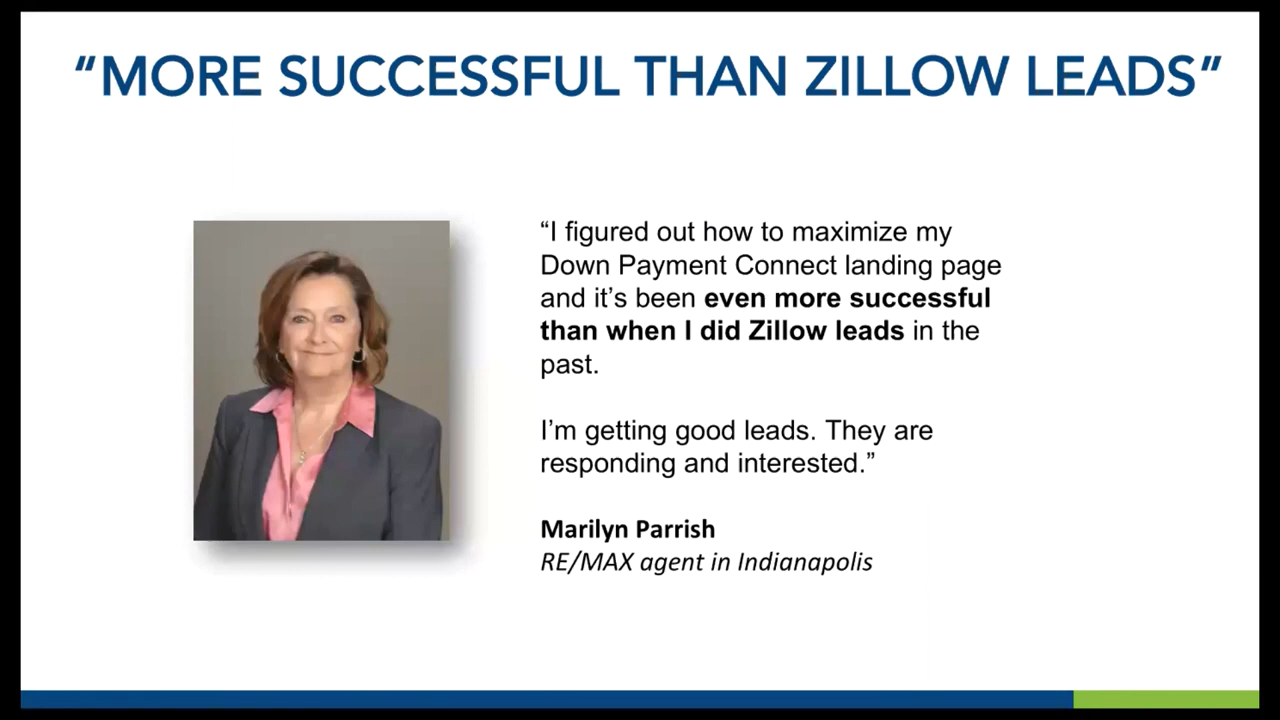 “MORE SUCCESSFUL THAN ZILLOW LEADS”
“I figured out how to maximize my
Down Payment Connect landing page
and it’s been even more successful
than when I did Zillow leads in the
past.
I’m getting good leads. They are
responding and interested.”
Marilyn Parrish
RE/MAX agent in Indianapolis